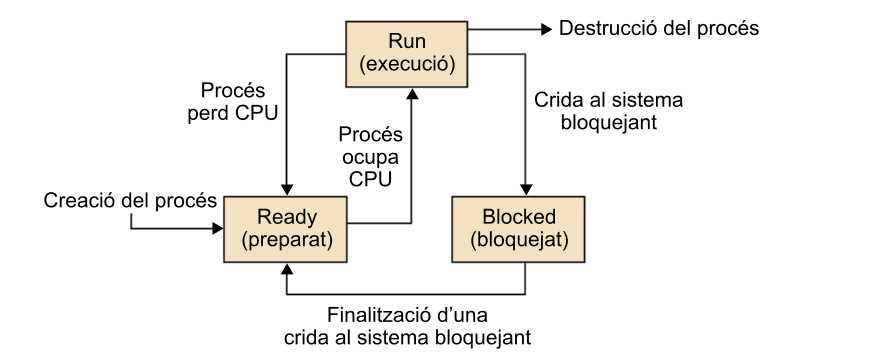 Run
(execució)
Destrucció del procés
Procés
perd CPU
Procés
ocupa
CPU
Crida al sistema
bloquejant
Creació del procés
Ready
(preparat)
Blocked
(bloquejat)
Finalització d’una
crida al sistema bloquejant